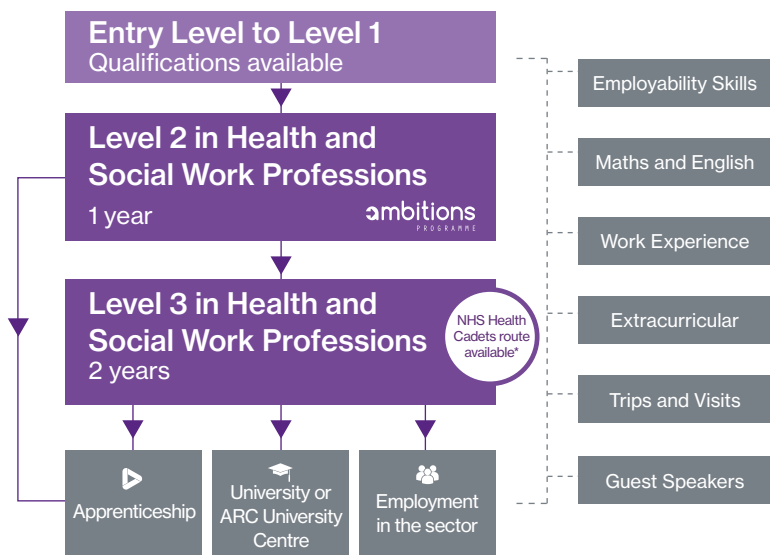 Entry Level to Level 1
Qualifications available
Level 2 in Health and
Social Work Professions
1 year
ambitions
PROGRAMME
Level 3 in Health and
Social Work Professions
2 years
NHS Health
Cadets route
available*
Apprenticeship
University or
ARC University
Centre
Employment
in the sector
Employability Skills
Maths and English
Work Experience
Extracurricular
Trips and Visits
Guest Speakers